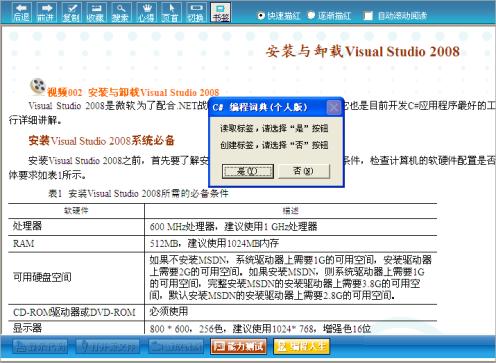 后退 前进 复制 收藏 搜索 心得 页首 切换 书签 快速描红 逐渐描红 自动滚动阅读
安装与卸载Visual Studio 2008
视频002 安装与卸载Visual Studio 2008
Visual Studio 2008是微软为了配合.NET战 它也是目前开发C#应用程序最好的工
行详细讲解。
安装Visual Studio 2008系统必备
安装Visual Studio 2008之前，首先要了解安 条件，检查计算机的软硬件配置是否
体要求如表1所示。
C# 编程词典(个人版)
读取标签，请选择“是”按钮
创建标签，请选择“否”按钮
是(Y) 否(N)
表1 安装Visual Studio 2008所需的必备条件
软硬件 描述
处理器 600 MHz处理器，建议使用1 GHz处理器
RAM 512MB，建议使用1024MB内存
可用硬盘空间 如果不安装MSDN，系统驱动器上需要1G的可用空间，安装驱动器
上需要2G的可用空间。如果安装MSDN，则系统驱动器上需要1G
的可用空间，完整安装MSDN的安装驱动器上需要3.8G的可用空
间，默认安装MSDN的安装驱动器上需要2.8G的可用空间。
CD-ROM驱动器或DVD-ROM 必须使用
显示器 800 * 600，256色，建议使用1024* 768，增强色16位
能力测试 编程人生